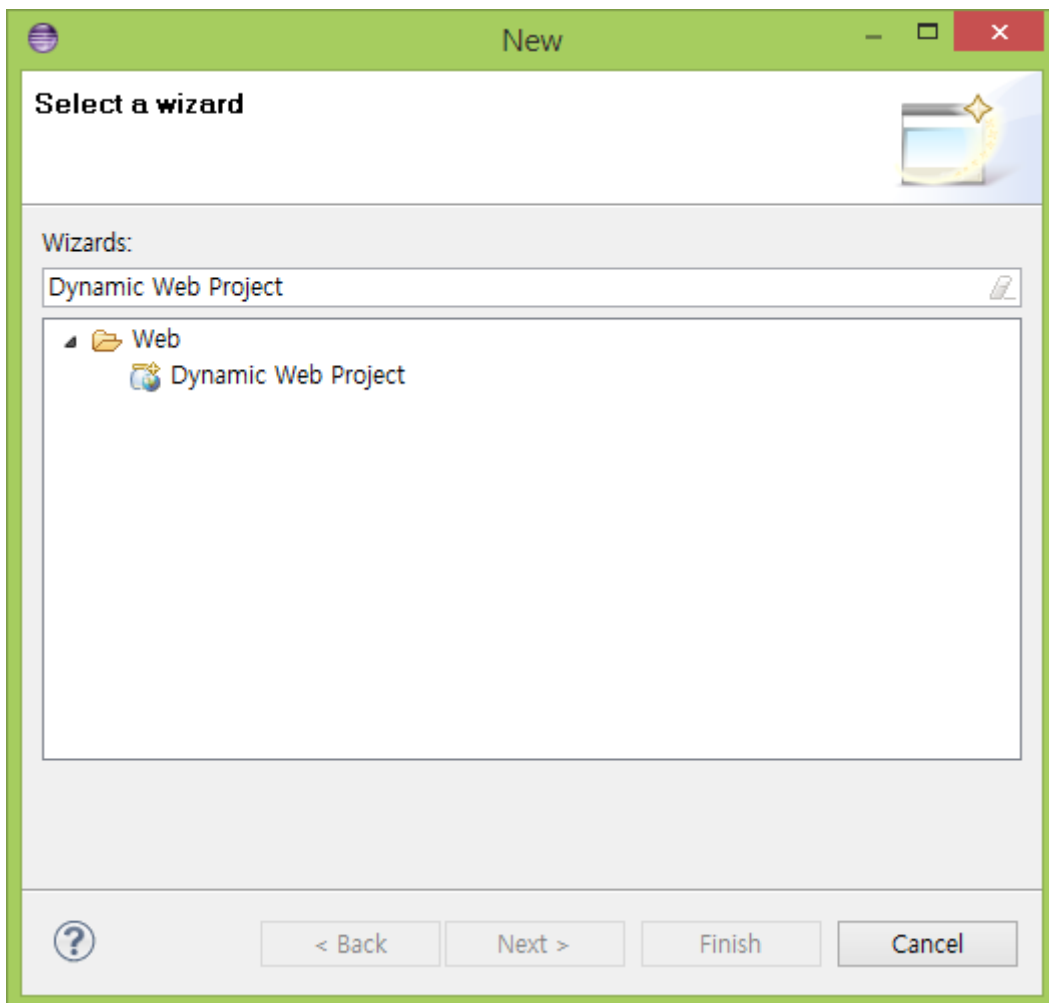 New
Select a wizard
Wizards:
Dynamic Web Project
Web
Dynamic Web Project
? < Back Next > Finish Cancel